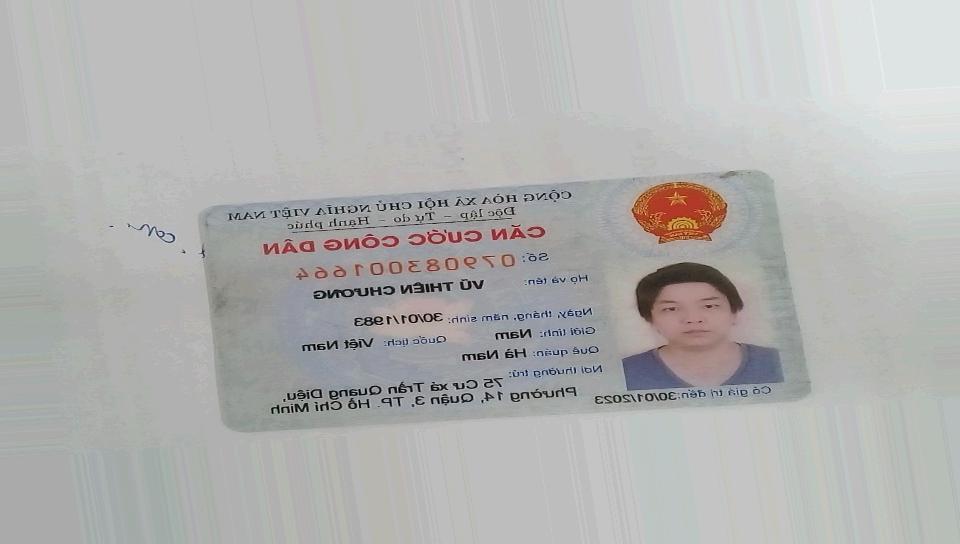 CỘNG HÒA XÃ HỘI CHỦ NGHĨA VIỆT NAM
Độc lập - Tự do - Hạnh phúc
CĂN CƯỚC CÔNG DÂN
Số: 079083001664
Họ và tên: VŨ THIÊN CHƯƠNG
Ngày, tháng, năm sinh: 30/01/1983
Giới tính: Nam Quốc tịch: Việt Nam
Quê quán: Hà Nam
Nơi thường trú: 75 Cư xá Trần Quang Diệu,
Phường 14, Quận 3, TP. Hồ Chí Minh
Có giá trị đến: 30/01/2023